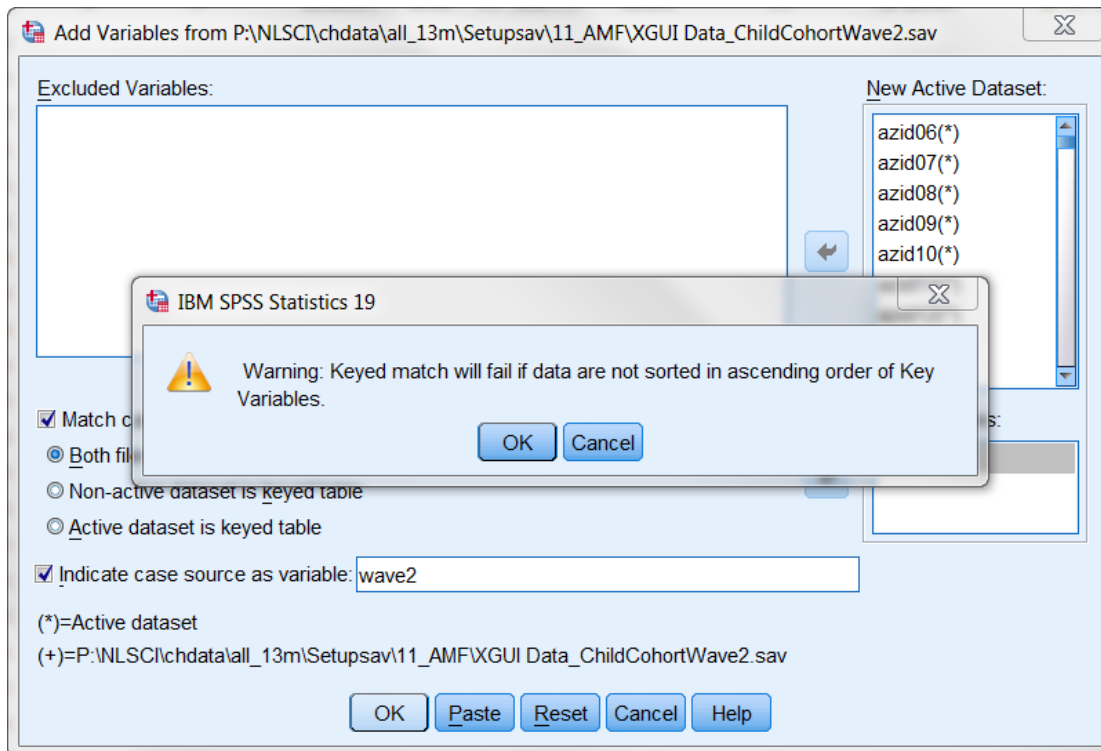 Add Variables from P:\NLSCI\chdata\all_13m\Setupsav\11_AMF\XGUI Data_ChildCohortWave2.sav
Excluded Variables:
New Active Dataset:
azid06(*)
azid07(*)
azid08(*)
azid09(*)
azid10(*)
IBM SPSS Statistics 19
Warning: Keyed match will fail if data are not sorted in ascending order of Key
Variables.
OK Cancel
Match c
Both fil
Non-active dataset is keyed table
Active dataset is keyed table
Indicate case source as variable: wave2
(*)=Active dataset
(+)=P:\NLSCI\chdata\all_13m\Setupsav\11_AMF\XGUI Data_ChildCohortWave2.sav
OK Paste Reset Cancel Help